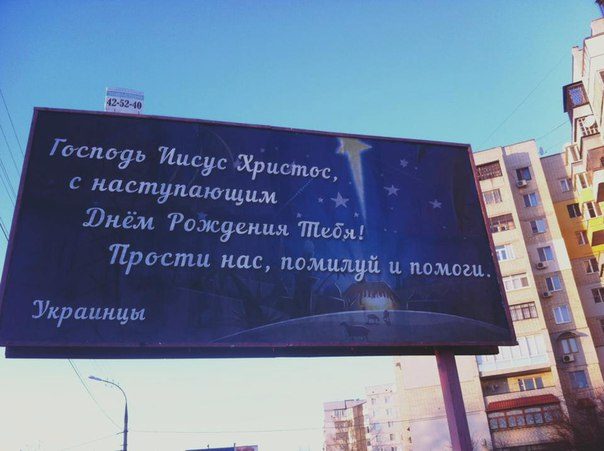 42-52-40
Господь Иисус Христос,
с наступающим
Днём Рождения Тебя!
Прости нас, помилуй и помоги.
Украинцы